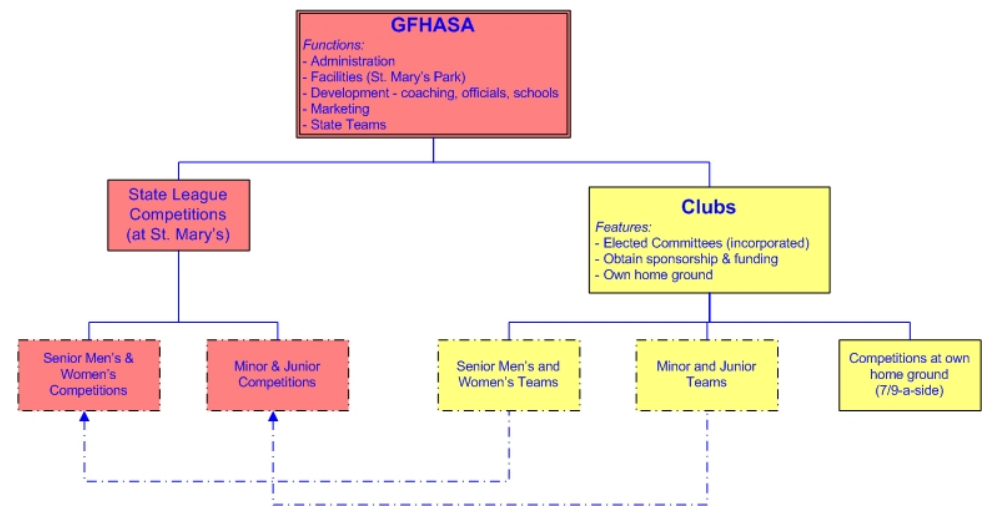 GFHASA
Functions:
- Administration
- Facilities (St. Mary's Park)
- Development - coaching, officials, schools
- Marketing
- State Teams
State League
Competitions
(at St. Mary's)
Clubs
Features:
- Elected Committees (incorporated)
- Obtain sponsorship & funding
- Own home ground
Senior Men's &
Women's
Competitions
Minor & Junior
Competitions
Senior Men's and
Women's Teams
Minor and Junior
Teams
Competitions at own
home ground
(7/9-a-side)